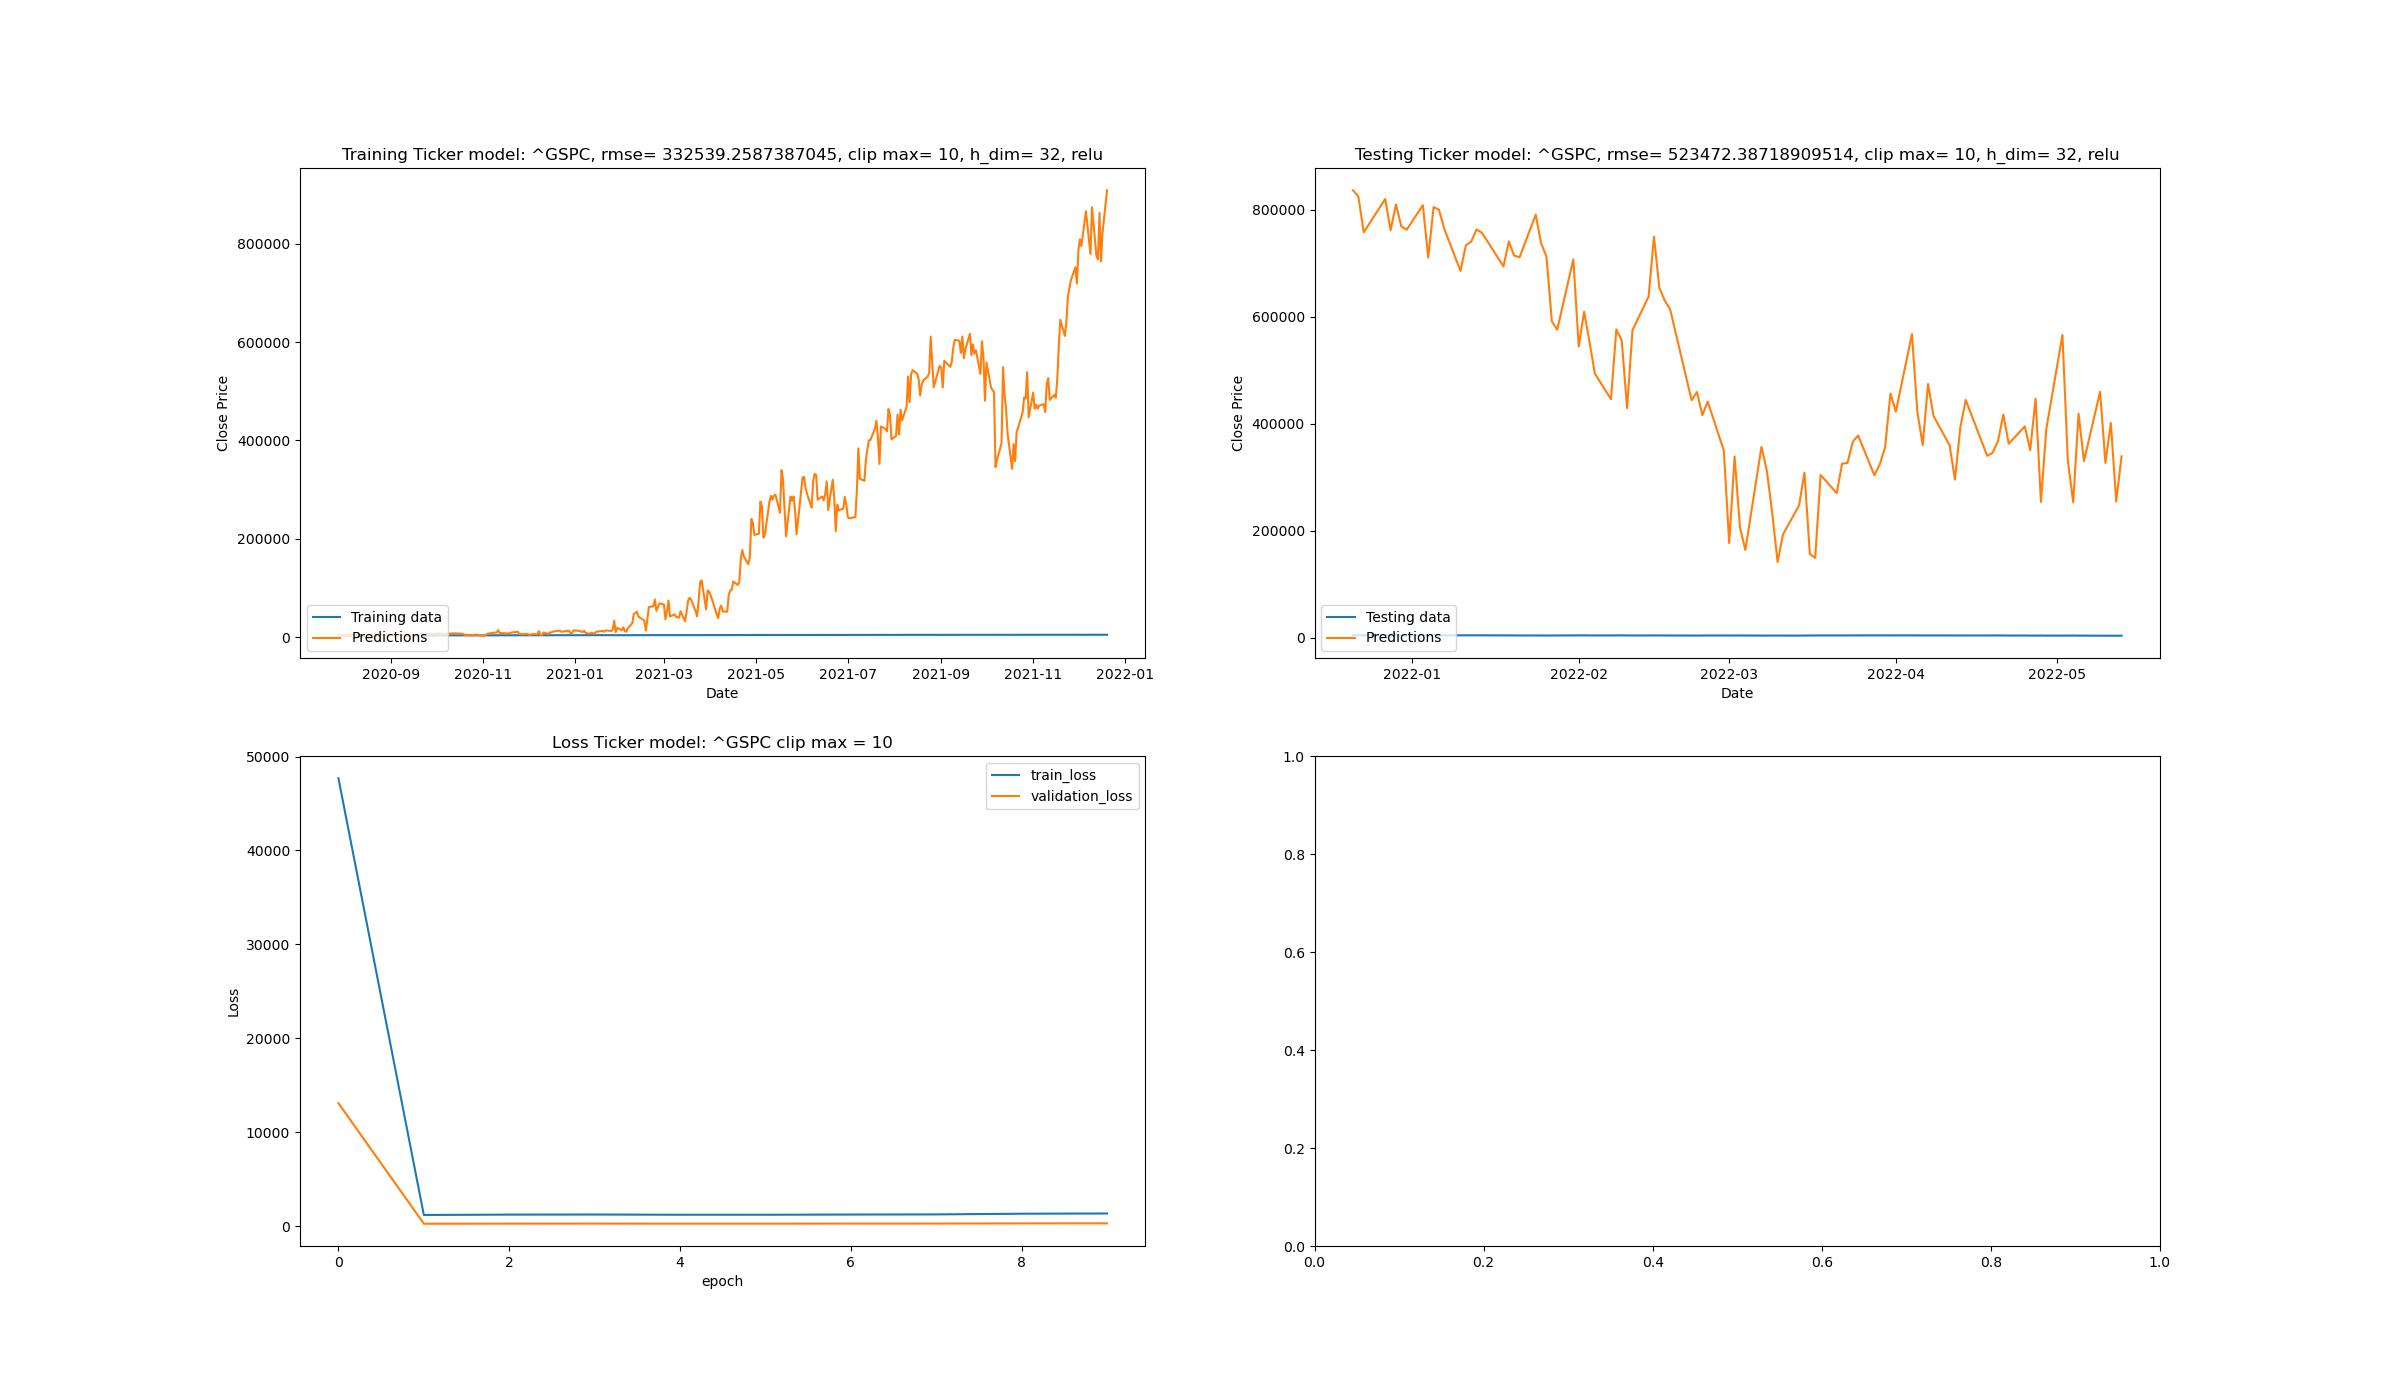 Training Ticker model: ^GSPC, rmse= 332539.2587387045, clip max= 10, h_dim= 32, relu
800000
600000
400000
200000
0
Close Price
Training data
Predictions
2020-09 2020-11 2021-01 2021-03 2021-05 2021-07 2021-09 2021-11 2022-01
Date
Testing Ticker model: ^GSPC, rmse= 523472.38718909514, clip max= 10, h_dim= 32, relu
800000
600000
400000
200000
0
Close Price
Testing data
Predictions
2022-01 2022-02 2022-03 2022-04 2022-05
Date
Loss Ticker model: ^GSPC clip max = 10
50000
40000
30000
20000
10000
0
Loss
train_loss
validation_loss
0 2 4 6 8
epoch
1.0
0.8
0.6
0.4
0.2
0.0
0.0 0.2 0.4 0.6 0.8 1.0